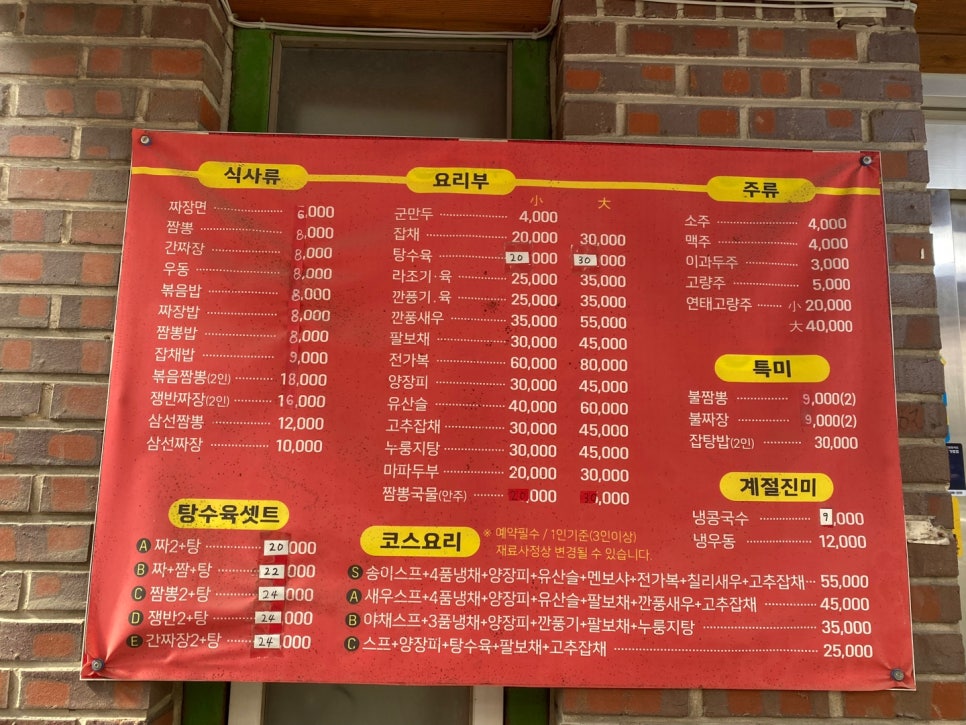 식사류
짜장면 6,000
짬뽕 8,000
간짜장 8,000
우동 8,000
볶음밥 8,000
짜장밥 8,000
짬뽕밥 8,000
잡채밥 9,000
볶음짬뽕(2인) 18,000
쟁반짜장(2인) 16,000
삼선짬뽕 12,000
삼선짜장 10,000
요리부
小 大
군만두 4,000
잡채 20,000 30,000
탕수육 20,000 30,000
라조기·육 25,000 35,000
깐풍기·육 25,000 35,000
깐풍새우 35,000 55,000
팔보채 30,000 45,000
전가복 60,000 80,000
양장피 30,000 45,000
유산슬 40,000 60,000
고추잡채 30,000 45,000
누룽지탕 30,000 45,000
마파두부 20,000 30,000
짬뽕국물(안주) ,000 ,000
주류
소주 4,000
맥주 4,000
이과두주 3,000
고량주 5,000
연태고량주 小 20,000
大 40,000
특미
불짬뽕 9,000(2)
불짜장 9,000(2)
잡탕밥(2인) 30,000
계절진미
냉콩국수 9,000
냉우동 12,000
탕수육셋트
A 짜2+탕 20,000
B 짜+짬+탕 22,000
C 짬뽕2+탕 24,000
D 쟁반2+탕 24,000
E 간짜장2+탕 24,000
코스요리
※ 예약필수 / 1인기준(3인이상)
재료사정상 변경될 수 있습니다.
S 송이스프+4품냉채+양장피+유산슬+멘보샤+전가복+칠리새우+고추잡채 55,000
A 새우스프+4품냉채+양장피+유산슬+팔보채+깐풍새우+고추잡채 45,000
B 야채스프+3품냉채+양장피+깐풍기+팔보채+누룽지탕 35,000
C 스프+양장피+탕수육+팔보채+고추잡채 25,000